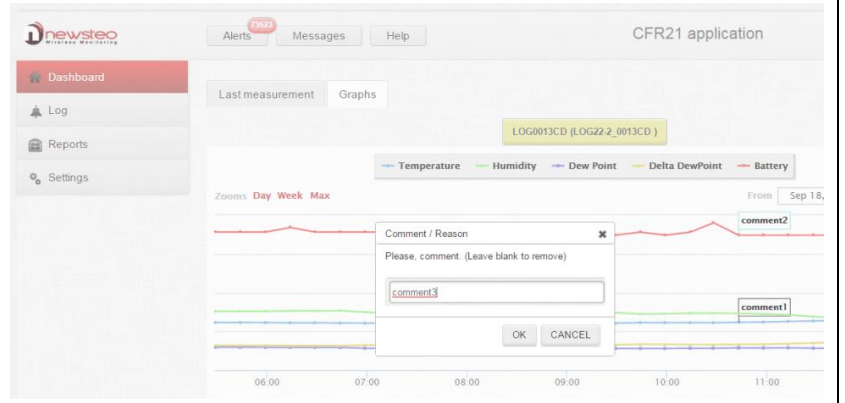 newsteo
Wireless Monitoring
Alerts 73623 Messages Help
CFR21 application
Dashboard
Log
Reports
Settings
Last measurement Graphs
LOG0013CD (LOG22-2_0013CD )
Temperature Humidity Dew Point Delta DewPoint Battery
Zooms Day Week Max
From Sep 18,
comment2
Comment / Reason
Please, comment. (Leave blank to remove)
comment3
comment1
OK CANCEL
06:00 07:00 08:00 09:00 10:00 11:00